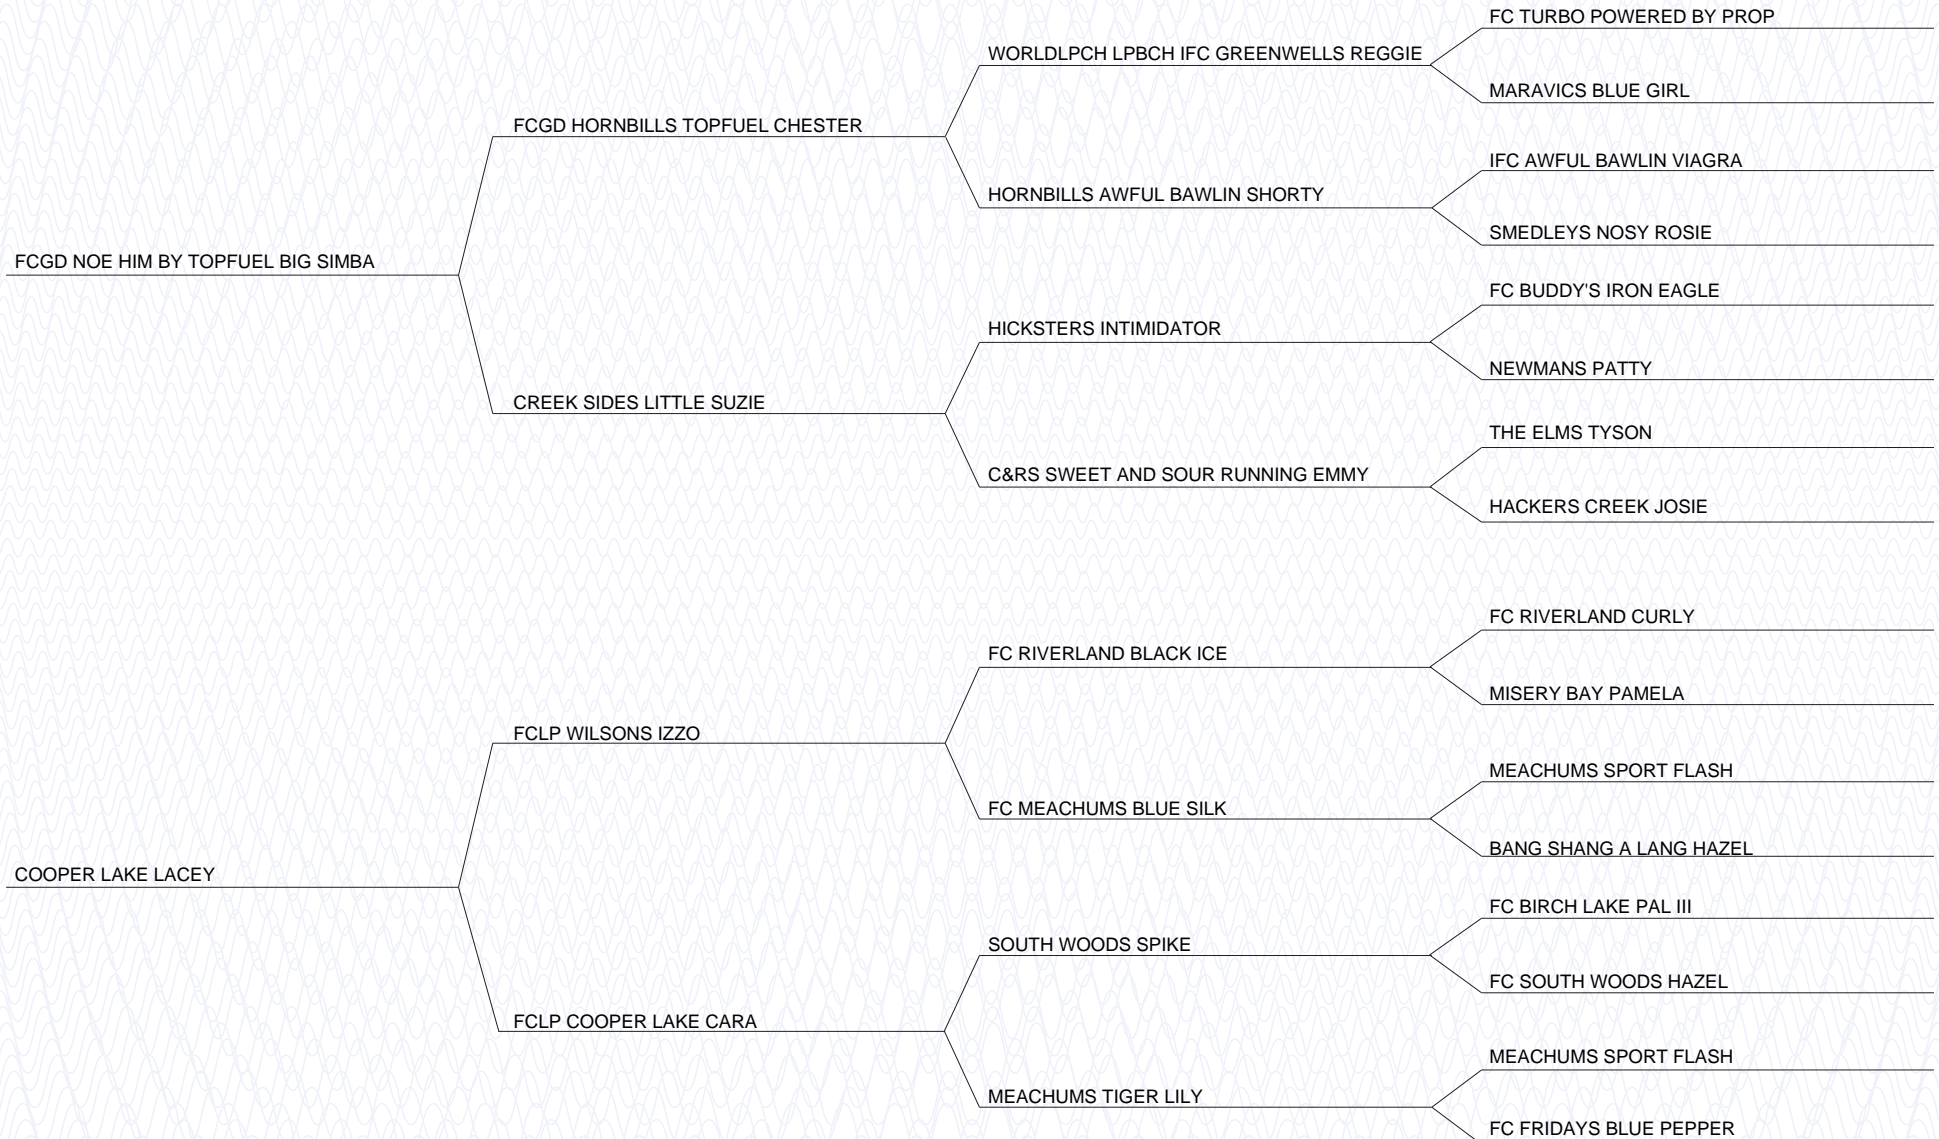 FC TURBO POWERED BY PROP
WORLDLPCH LPBCH IFC GREENWELLS REGGIE
MARAVICS BLUE GIRL
FCGD HORNBILLS TOPFUEL CHESTER
IFC AWFUL BAWLIN VIAGRA
HORNBILLS AWFUL BAWLIN SHORTY
SMEDLEYS NOSY ROSIE
FCGD NOE HIM BY TOPFUEL BIG SIMBA
FC BUDDY'S IRON EAGLE
HICKSTERS INTIMIDATOR
NEWMANS PATTY
CREEK SIDES LITTLE SUZIE
THE ELMS TYSON
C&RS SWEET AND SOUR RUNNING EMMY
HACKERS CREEK JOSIE
FC RIVERLAND CURLY
FC RIVERLAND BLACK ICE
MISERY BAY PAMELA
FCLP WILSONS IZZO
MEACHUMS SPORT FLASH
FC MEACHUMS BLUE SILK
BANG SHANG A LANG HAZEL
COOPER LAKE LACEY
FC BIRCH LAKE PAL III
SOUTH WOODS SPIKE
FC SOUTH WOODS HAZEL
FCLP COOPER LAKE CARA
MEACHUMS SPORT FLASH
MEACHUMS TIGER LILY
FC FRIDAYS BLUE PEPPER